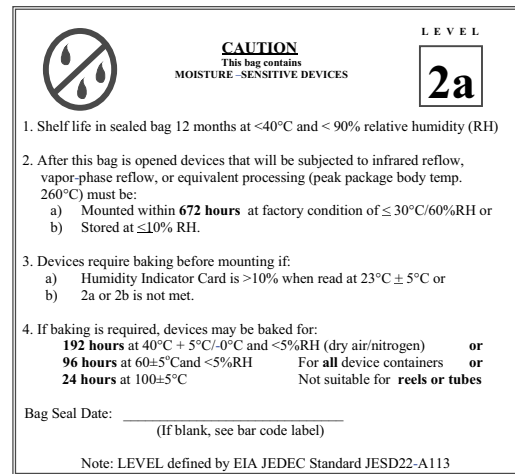 LEVEL
CAUTION
This bag contains
MOISTURE –SENSITIVE DEVICES
2a
1. Shelf life in sealed bag 12 months at <40°C and < 90% relative humidity (RH)
2. After this bag is opened devices that will be subjected to infrared reflow,
vapor-phase reflow, or equivalent processing (peak package body temp.
260°C) must be:
a) Mounted within 672 hours at factory condition of ≤ 30°C/60%RH or
b) Stored at ≤10% RH.
3. Devices require baking before mounting if:
a) Humidity Indicator Card is >10% when read at 23°C ± 5°C or
b) 2a or 2b is not met.
4. If baking is required, devices may be baked for:
192 hours at 40°C + 5°C/-0°C and <5%RH (dry air/nitrogen) or
96 hours at 60±5°Cand <5%RH For all device containers or
24 hours at 100±5°C Not suitable for reels or tubes
Bag Seal Date: ______________________________
(If blank, see bar code label)
Note: LEVEL defined by EIA JEDEC Standard JESD22-A113